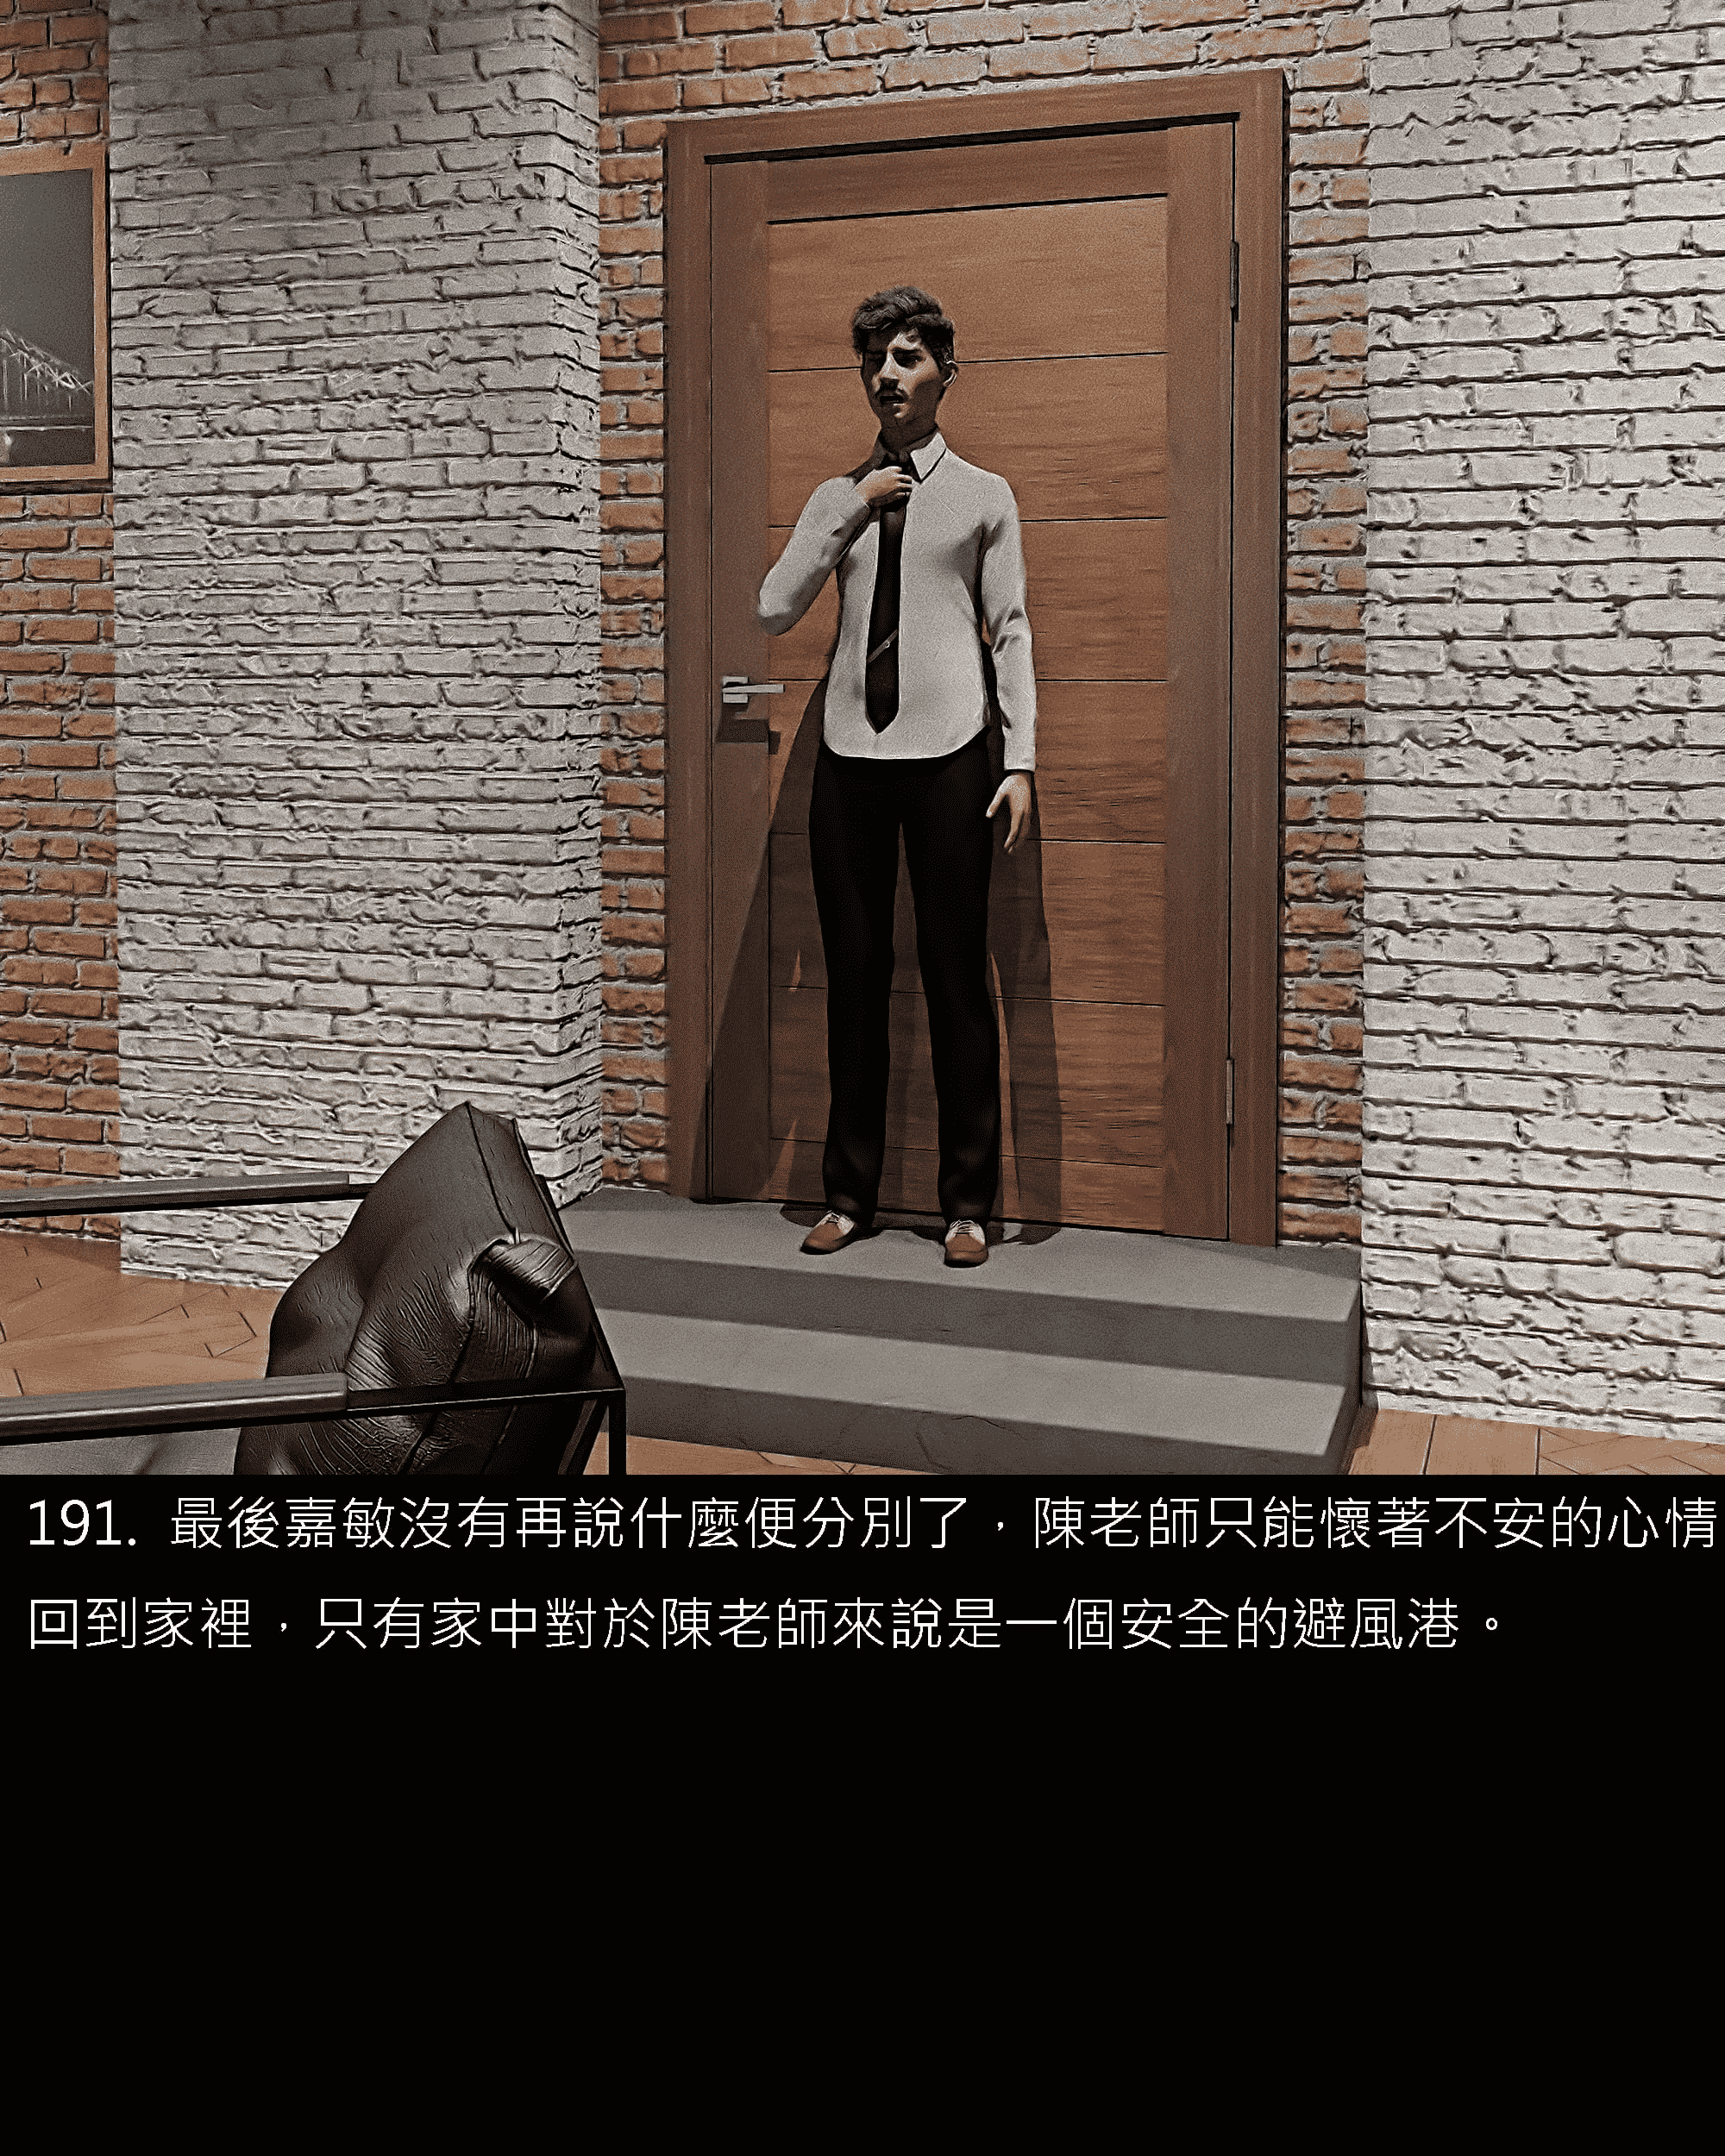 191. 最後嘉敏沒有再說什麼便分別了，陳老師只能懷著不安的心情
回到家裡，只有家中對於陳老師來說是一個安全的避風港。